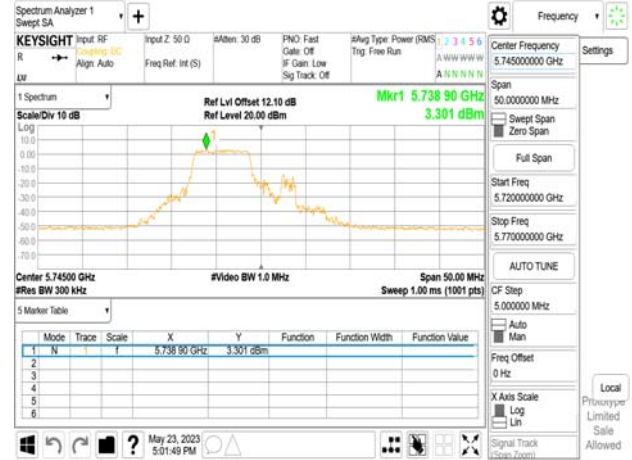 Spectrum Analyzer 1
Swept SA
Frequency
KEYSIGHT
R
Input: RF
Coupling: DC
Align: Auto
Input Z: 50 Ω
Freq Ref: Int (S)
#Atten: 30 dB
PNO: Fast
Gate: Off
IF Gain: Low
Sig Track: Off
#Avg Type: Power (RMS
Trig: Free Run
1 2 3 4 5 6
A W W W W W
A N N N N N
1 Spectrum
Scale/Div 10 dB
Log
Ref Lvl Offset 12.10 dB
Ref Level 20.00 dBm
Mkr1 5.738 90 GHz
3.301 dBm
1
10.0
0.00
-10.0
-20.0
-30.0
-40.0
-50.0
-60.0
-70.0
Center 5.74500 GHz
#Res BW 300 kHz
#Video BW 1.0 MHz
Span 50.00 MHz
Sweep 1.00 ms (1001 pts)
5 Marker Table
Mode Trace Scale X Y Function Function Width Function Value
1 N 1 f 5.738 90 GHz 3.301 dBm
2
3
4
5
6
May 23, 2023
5:01:49 PM
Center Frequency
5.745000000 GHz
Settings
Span
50.0000000 MHz
Swept Span
Zero Span
Full Span
Start Freq
5.720000000 GHz
Stop Freq
5.770000000 GHz
AUTO TUNE
CF Step
5.000000 MHz
Auto
Man
Freq Offset
0 Hz
X Axis Scale
Log
Lin
Signal Track
(Span Zoom)
Local
Prototype
Limited
Sale
Allowed